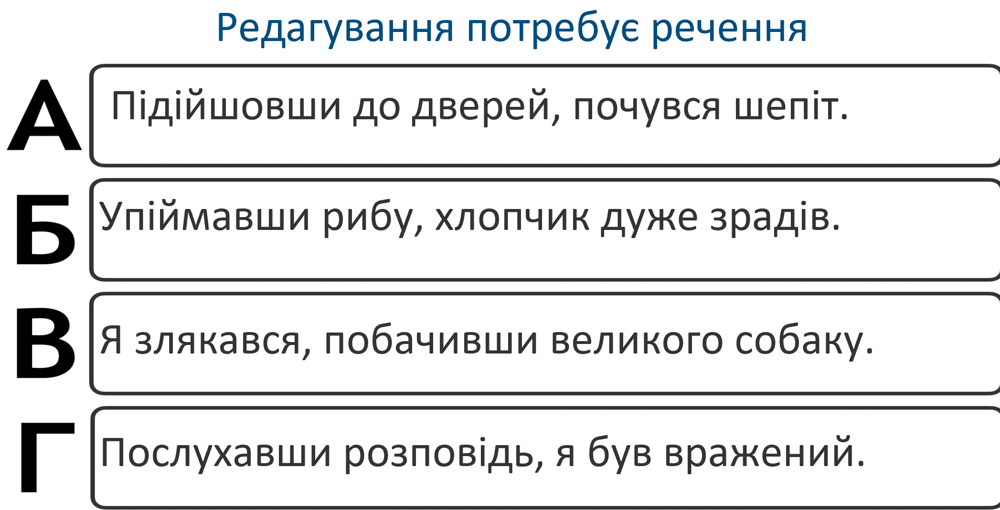 Редагування потребує речення
А Підійшовши до дверей, почувся шепіт.
Б Упіймавши рибу, хлопчик дуже зрадів.
В Я злякався, побачивши великого собаку.
Г Послухавши розповідь, я був вражений.